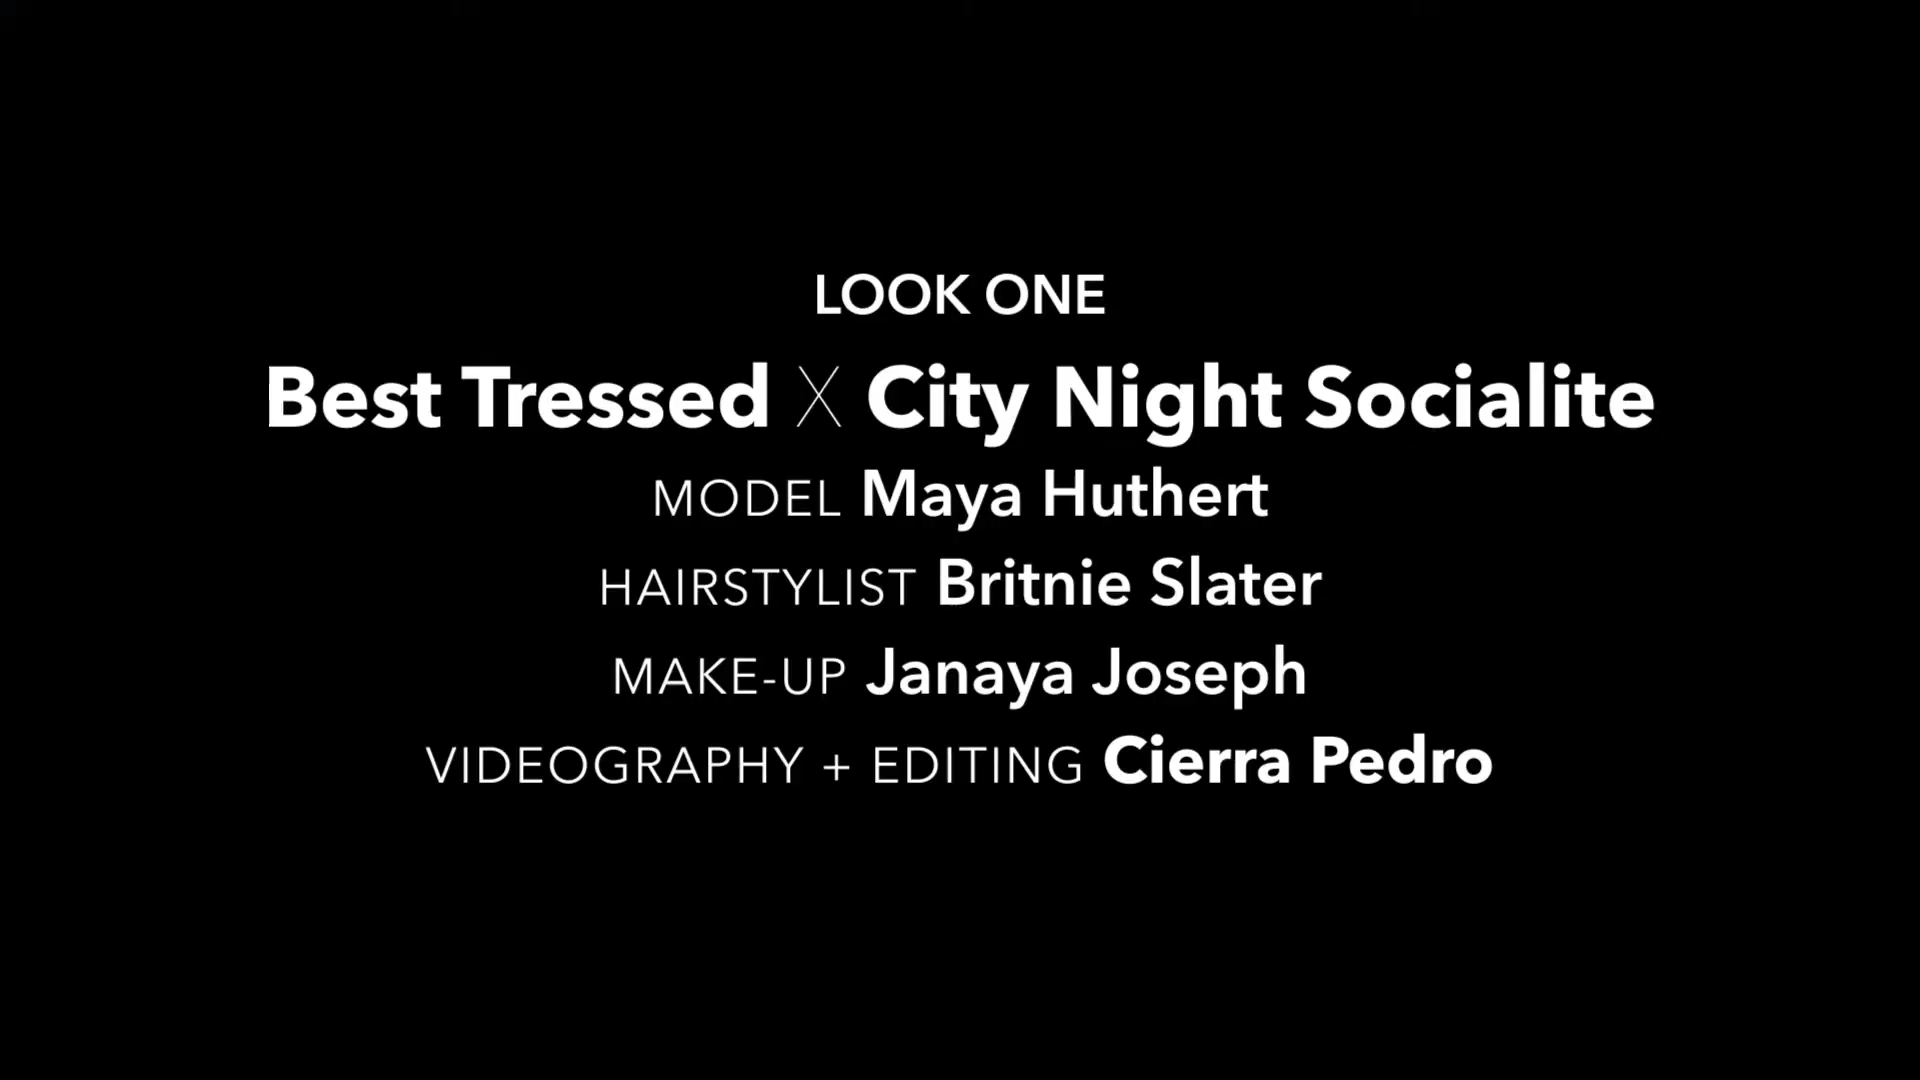 LOOK ONE
Best Tressed X City Night Socialite
MODEL Maya Huthert
HAIRSTYLIST Britnie Slater
MAKE-UP Janaya Joseph
VIDEOGRAPHY + EDITING Cierra Pedro